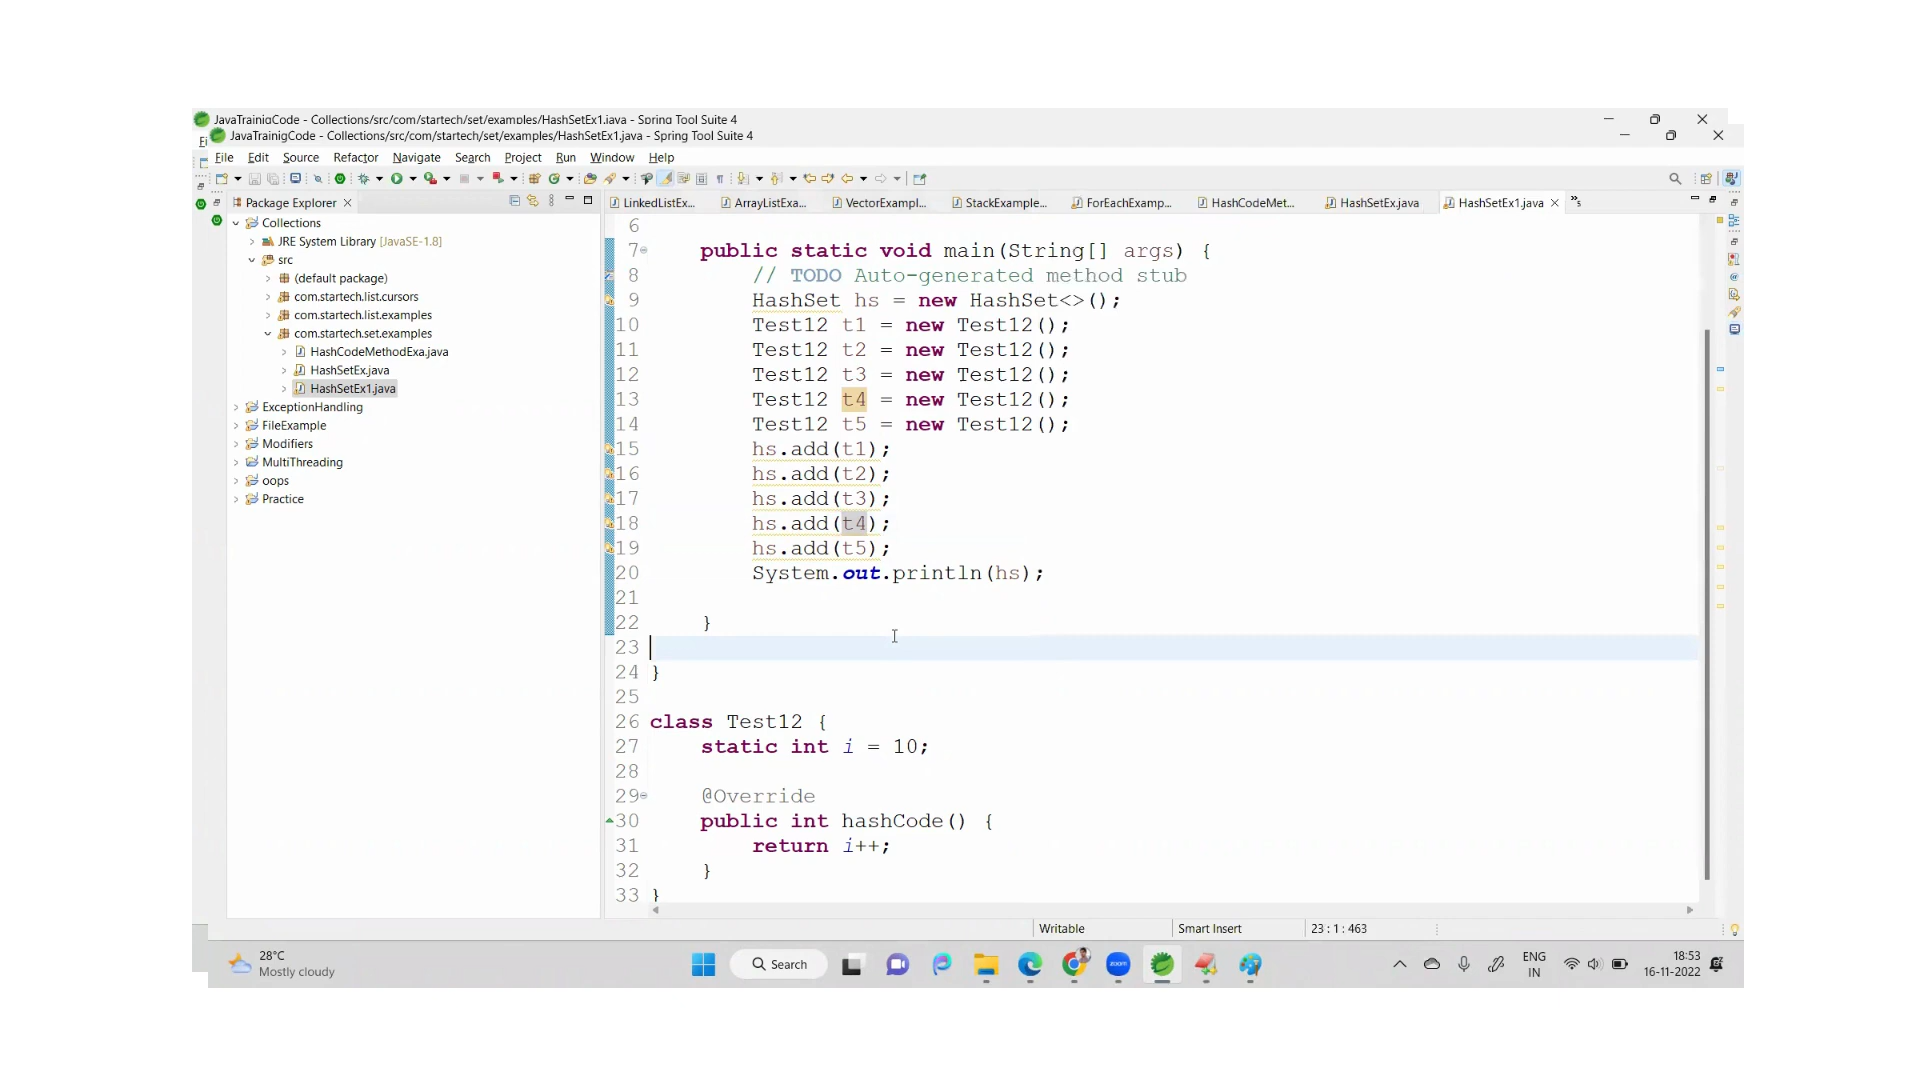 JavaTrainigCode - Collections/src/com/startech/set/examples/HashSetEx1.java - Spring Tool Suite 4
JavaTrainigCode - Collections/src/com/startech/set/examples/HashSetEx1.java - Spring Tool Suite 4
File Edit Source Refactor Navigate Search Project Run Window Help
Package Explorer
LinkedListEx... ArrayListExa... VectorExampl... StackExample... ForEachExamp... HashCodeMet... HashSetEx.java HashSetEx1.java »5
Collections
JRE System Library [JavaSE-1.8]
src
(default package)
com.startech.list.cursors
com.startech.list.examples
com.startech.set.examples
HashCodeMethodExa.java
HashSetEx.java
HashSetEx1.java
ExceptionHandling
FileExample
Modifiers
MultiThreading
oops
Practice
6
7 public static void main(String[] args) {
8 // TODO Auto-generated method stub
9 HashSet hs = new HashSet<>();
10 Test12 t1 = new Test12();
11 Test12 t2 = new Test12();
12 Test12 t3 = new Test12();
13 Test12 t4 = new Test12();
14 Test12 t5 = new Test12();
15 hs.add(t1);
16 hs.add(t2);
17 hs.add(t3);
18 hs.add(t4);
19 hs.add(t5);
20 System.out.println(hs);
21
22 }
23
24 }
25
26 class Test12 {
27 static int i = 10;
28
29 @Override
30 public int hashCode() {
31 return i++;
32 }
33 }
Writable Smart Insert 23 : 1 : 463
28°C
Mostly cloudy
Search
zoom
ENG
IN
18:53
16-11-2022